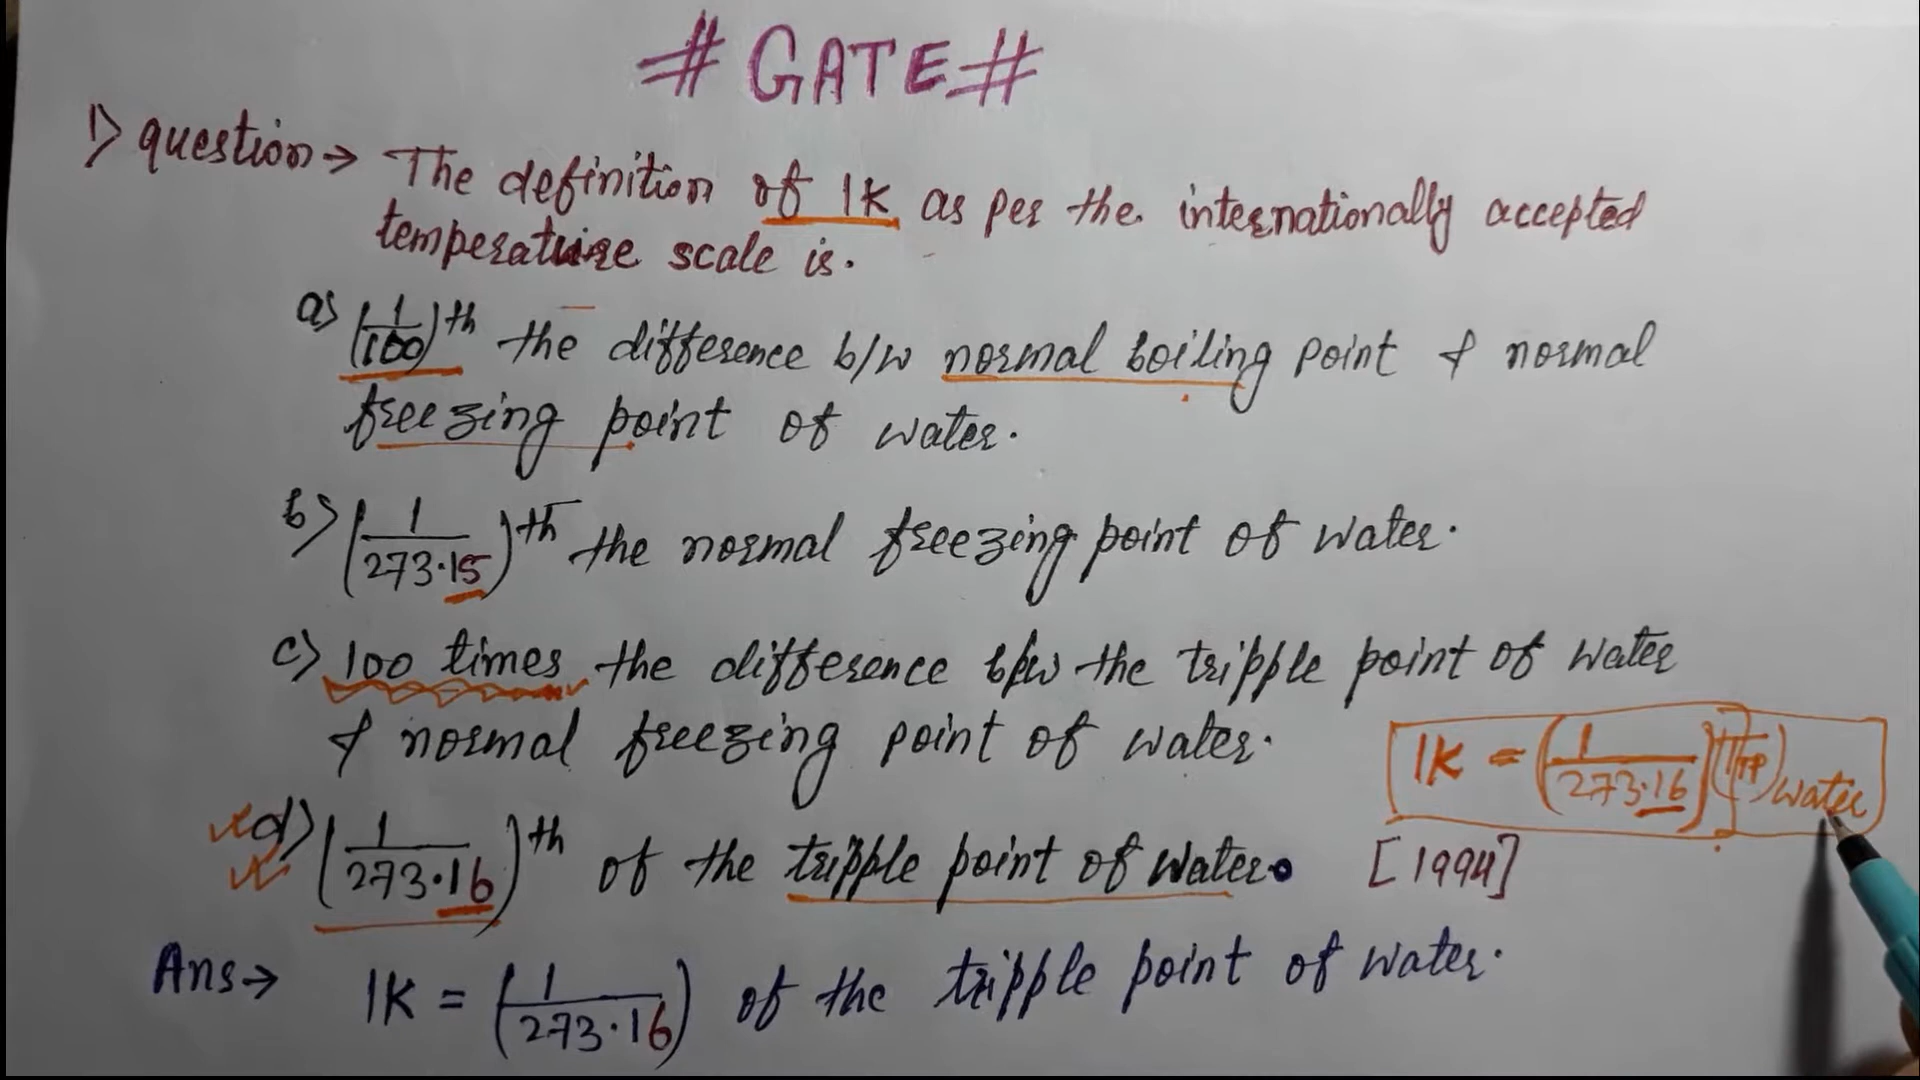 # GATE #
1> question → The definition of 1K as per the internationally accepted
temperature scale is.
a> (1/100)th the difference b/w normal boiling point & normal
freezing point of water.
b> (1/273.15)th the normal freezing point of water.
c> 100 times the difference b/w the tripple point of water
& normal freezing point of water.
1K = (1/273.16)(TTP)water
d> (1/273.16)th of the tripple point of water. [1994]
Ans → 1K = (1/273.16) of the tripple point of water.